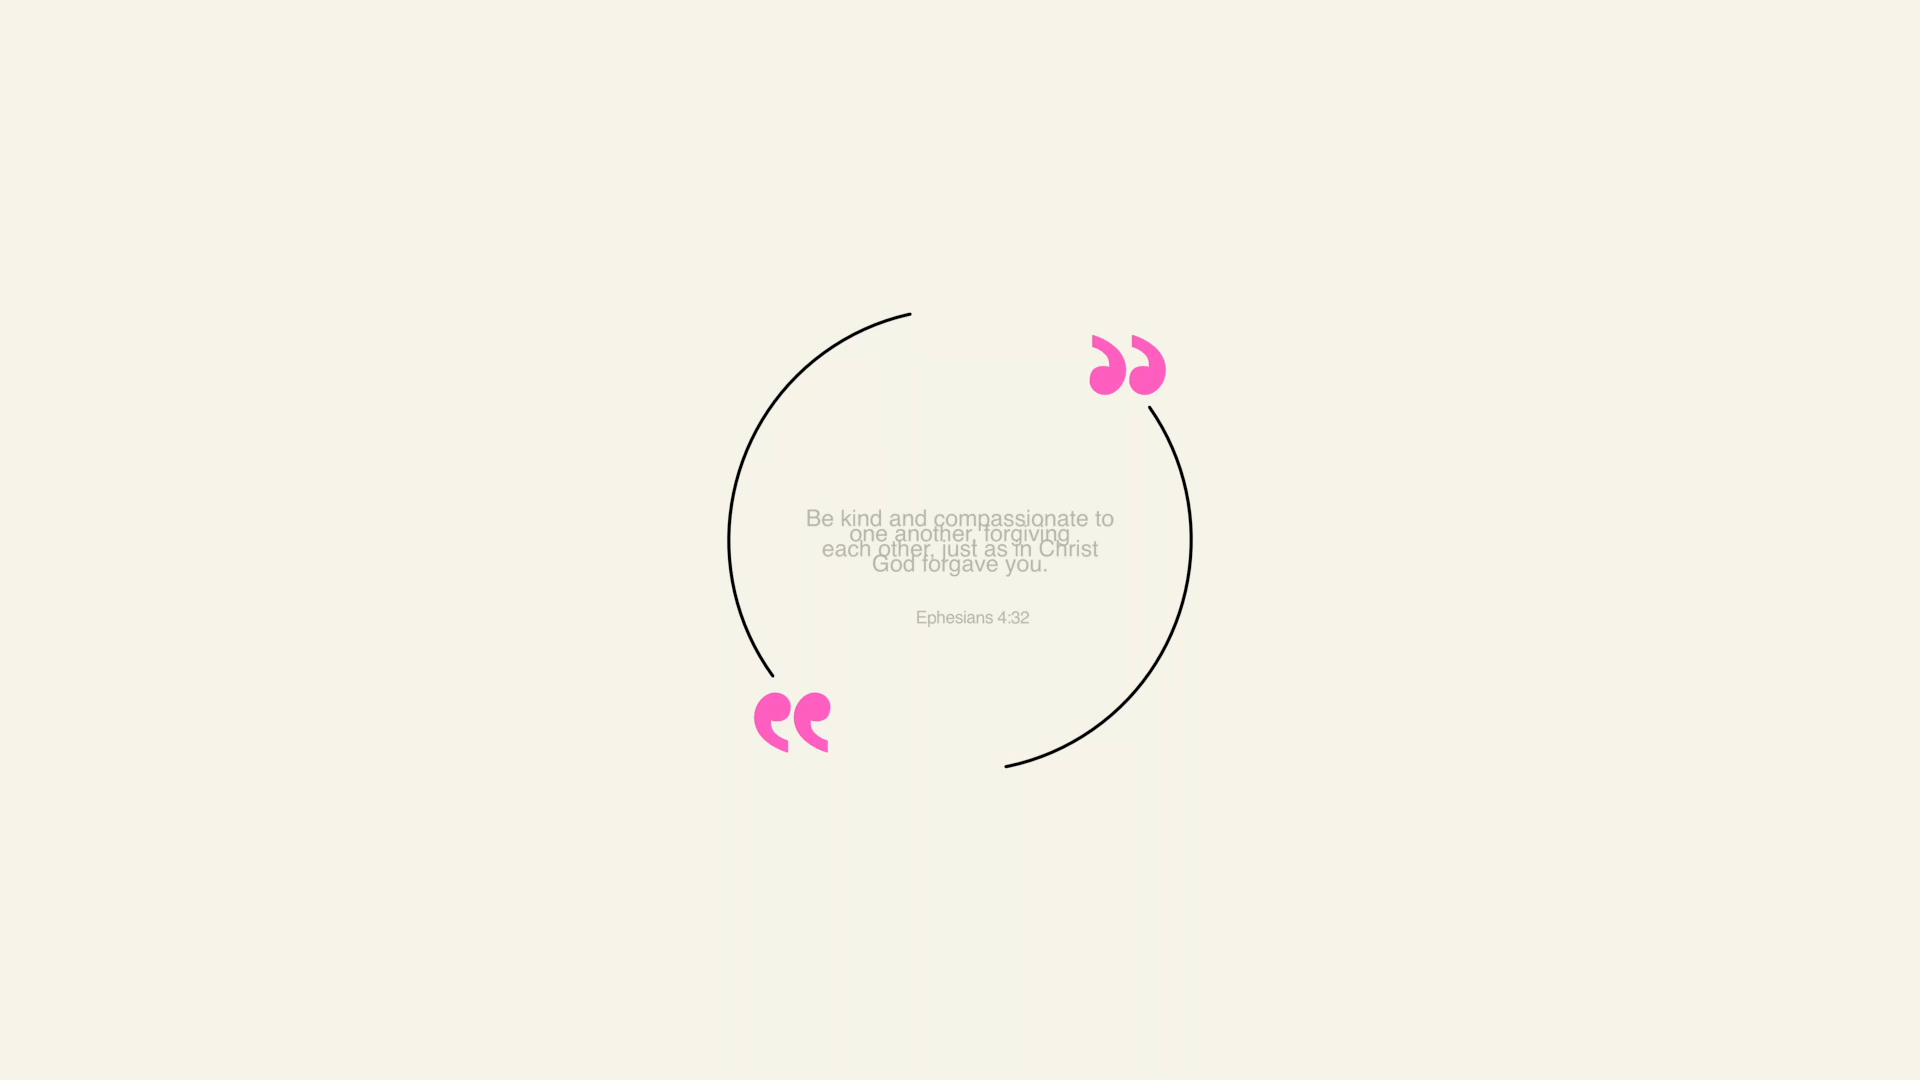 Be kind and compassionate to
one another, forgiving
each other, just as in Christ
God forgave you.
Ephesians 4:32